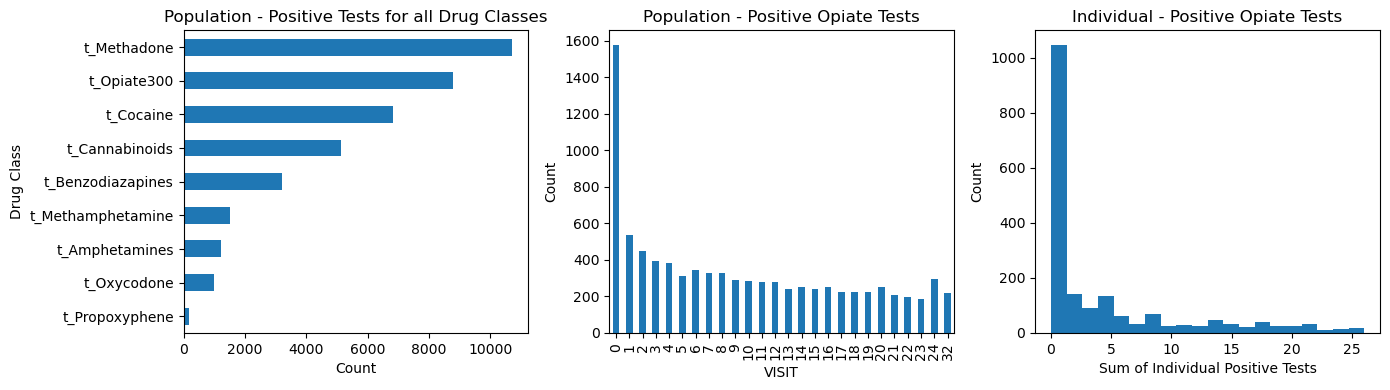 Population - Positive Tests for all Drug Classes
Drug Class
t_Methadone
t_Opiate300
t_Cocaine
t_Cannabinoids
t_Benzodiazapines
t_Methamphetamine
t_Amphetamines
t_Oxycodone
t_Propoxyphene
0 2000 4000 6000 8000 10000
Count
Population - Positive Opiate Tests
Count
1600
1400
1200
1000
800
600
400
200
0
0 1 2 3 4 5 6 7 8 9 10 11 12 13 14 15 16 17 18 19 20 21 22 23 24 32
VISIT
Individual - Positive Opiate Tests
Count
1000
800
600
400
200
0
0 5 10 15 20 25
Sum of Individual Positive Tests